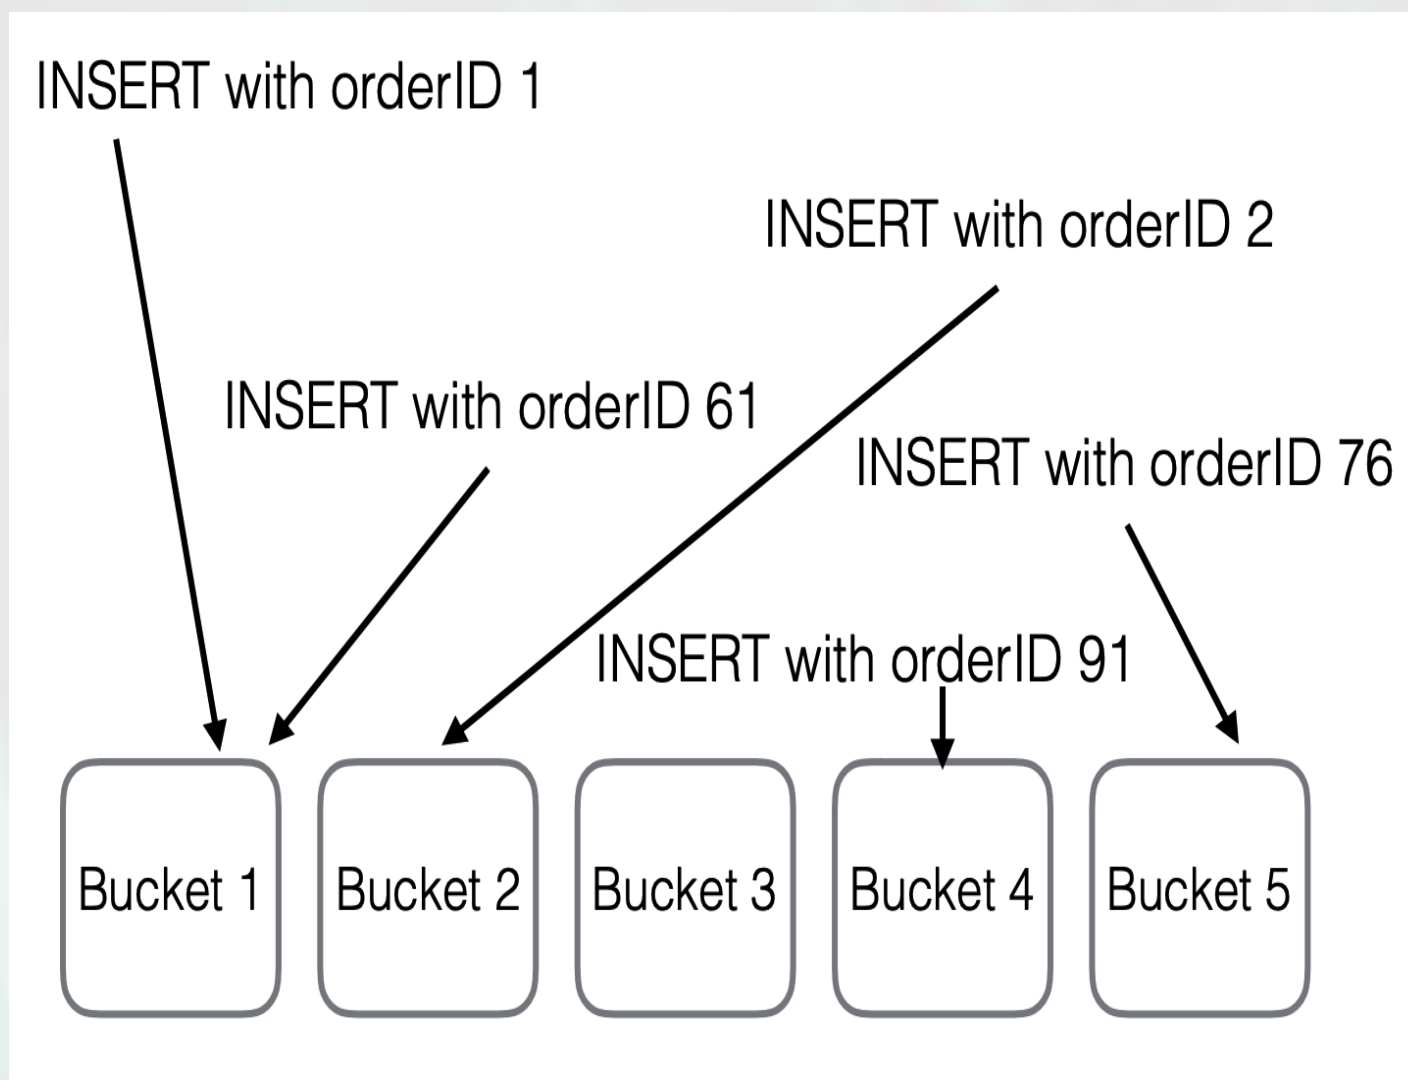 INSERT with orderID 1
INSERT with orderID 2
INSERT with orderID 61
INSERT with orderID 76
INSERT with orderID 91
Bucket 1
Bucket 2
Bucket 3
Bucket 4
Bucket 5